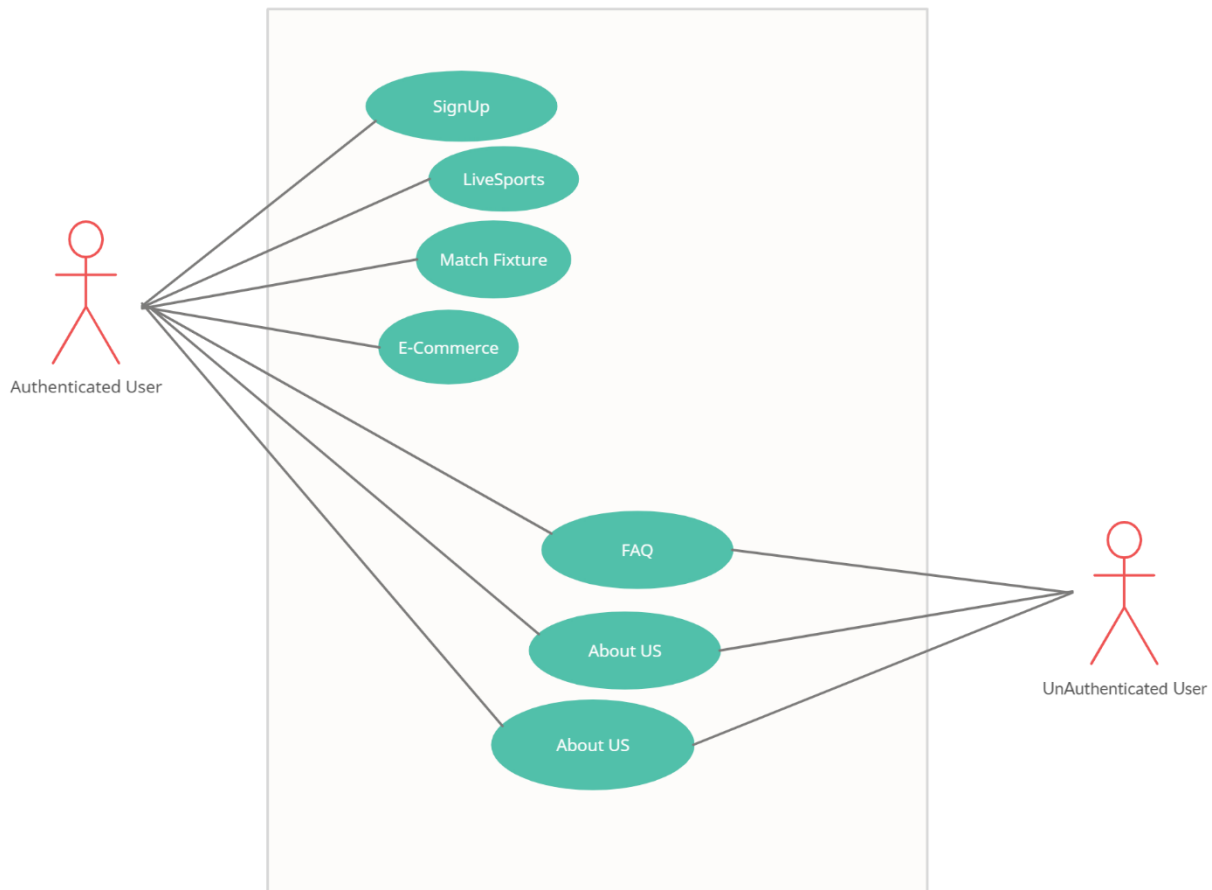 SignUp
LiveSports
Match Fixture
E-Commerce
Authenticated User
FAQ
About US
UnAuthenticated User
About US